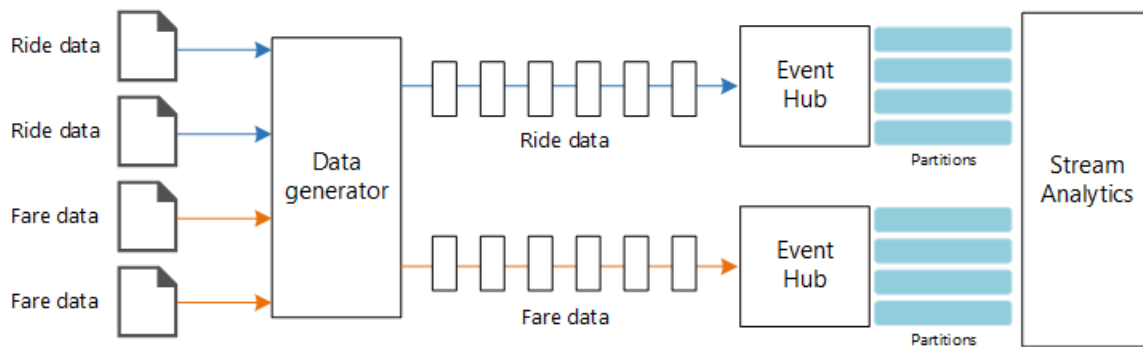 Ride data
Ride data
Fare data
Fare data
Data
generator
Ride data
Fare data
Event
Hub
Partitions
Event
Hub
Partitions
Stream
Analytics